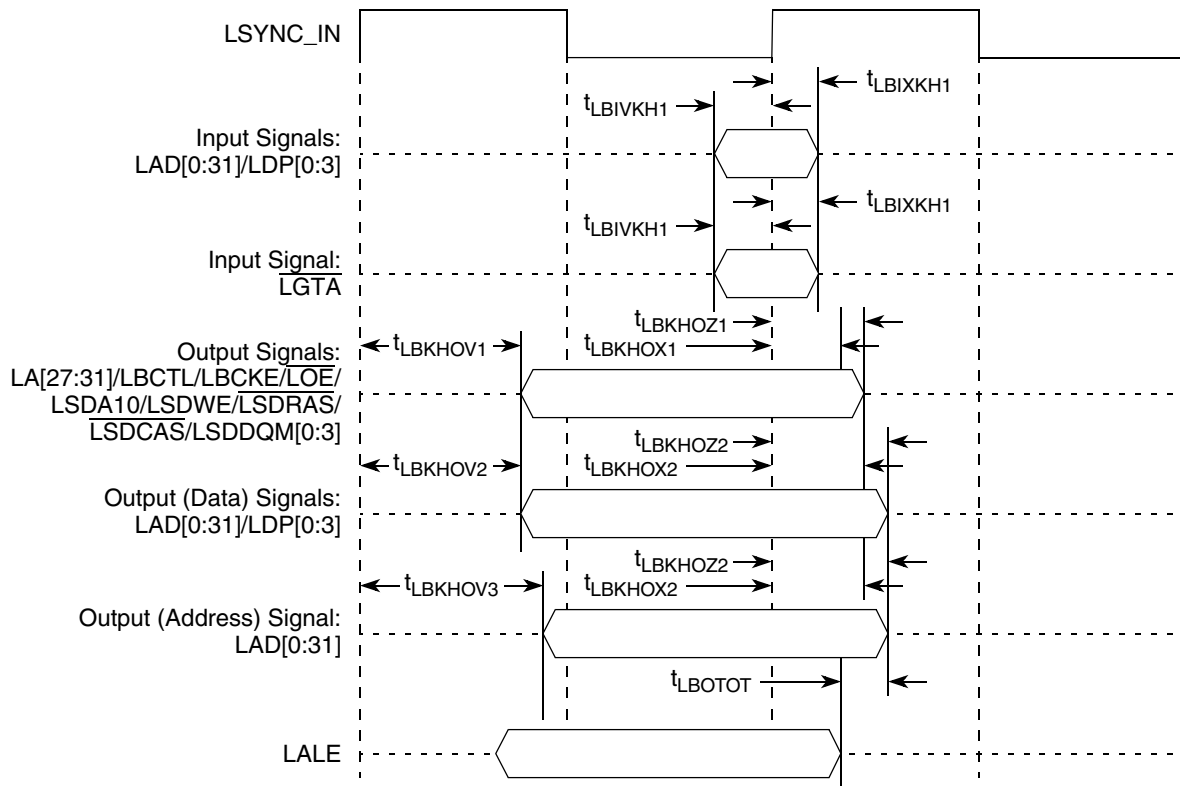 LSYNC_IN
tLBIXKH1
tLBIVKH1
Input Signals:
LAD[0:31]/LDP[0:3]
tLBIXKH1
tLBIVKH1
Input Signal:
LGTA
tLBKHOZ1
tLBKHOV1
tLBKHOX1
Output Signals:
LA[27:31]/LBCTL/LBCKE/LOE/
LSDA10/LSDWE/LSDRAS/
LSDCAS/LSDDQM[0:3]
tLBKHOZ2
tLBKHOV2
tLBKHOX2
Output (Data) Signals:
LAD[0:31]/LDP[0:3]
tLBKHOZ2
tLBKHOV3
tLBKHOX2
Output (Address) Signal:
LAD[0:31]
tLBOTOT
LALE